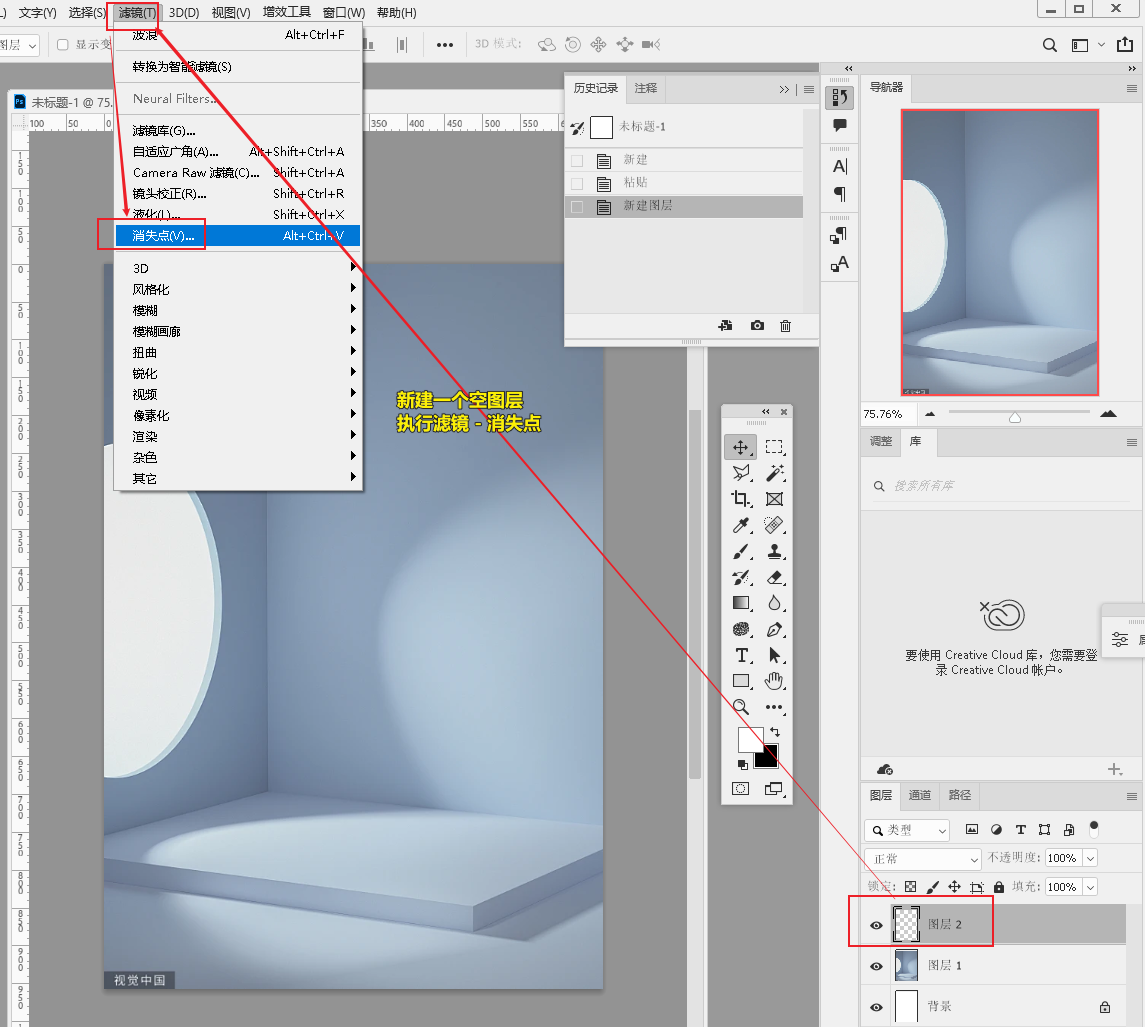 文字(Y) 选择(S) 滤镜(T) 3D(D) 视图(V) 增效工具 窗口(W) 帮助(H)
图层
显示变
3D 模式:
波浪 Alt+Ctrl+F
转换为智能滤镜(S)
Neural Filters...
滤镜库(G)...
自适应广角(A)... Alt+Shift+Ctrl+A
Camera Raw 滤镜(C)... Shift+Ctrl+A
镜头校正(R)... Shift+Ctrl+R
液化(L)... Shift+Ctrl+X
消失点(V)... Alt+Ctrl+V
3D
风格化
模糊
模糊画廊
扭曲
锐化
视频
像素化
渲染
杂色
其它
未标题-1 @ 75.
100 50 0 350 400 450 500 550
新建一个空图层
执行滤镜 - 消失点
视觉中国
历史记录 注释
未标题-1
新建
粘贴
新建图层
导航器
75.76%
调整 库
搜索所有库
要使用 Creative Cloud 库，您需要登
录 Creative Cloud 帐户。
图层 通道 路径
类型
正常 不透明度: 100%
锁定: 填充: 100%
图层 2
图层 1
背景